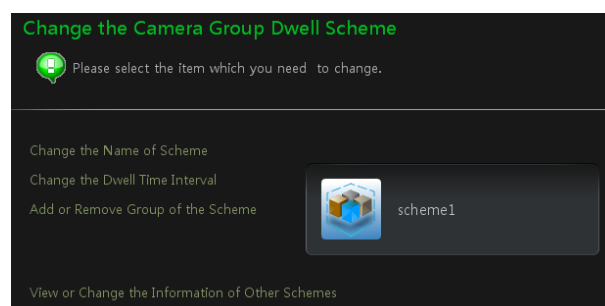 Change the Camera Group Dwell Scheme
Please select the item which you need to change.
Change the Name of Scheme
Change the Dwell Time Interval
Add or Remove Group of the Scheme
scheme1
View or Change the Information of Other Schemes